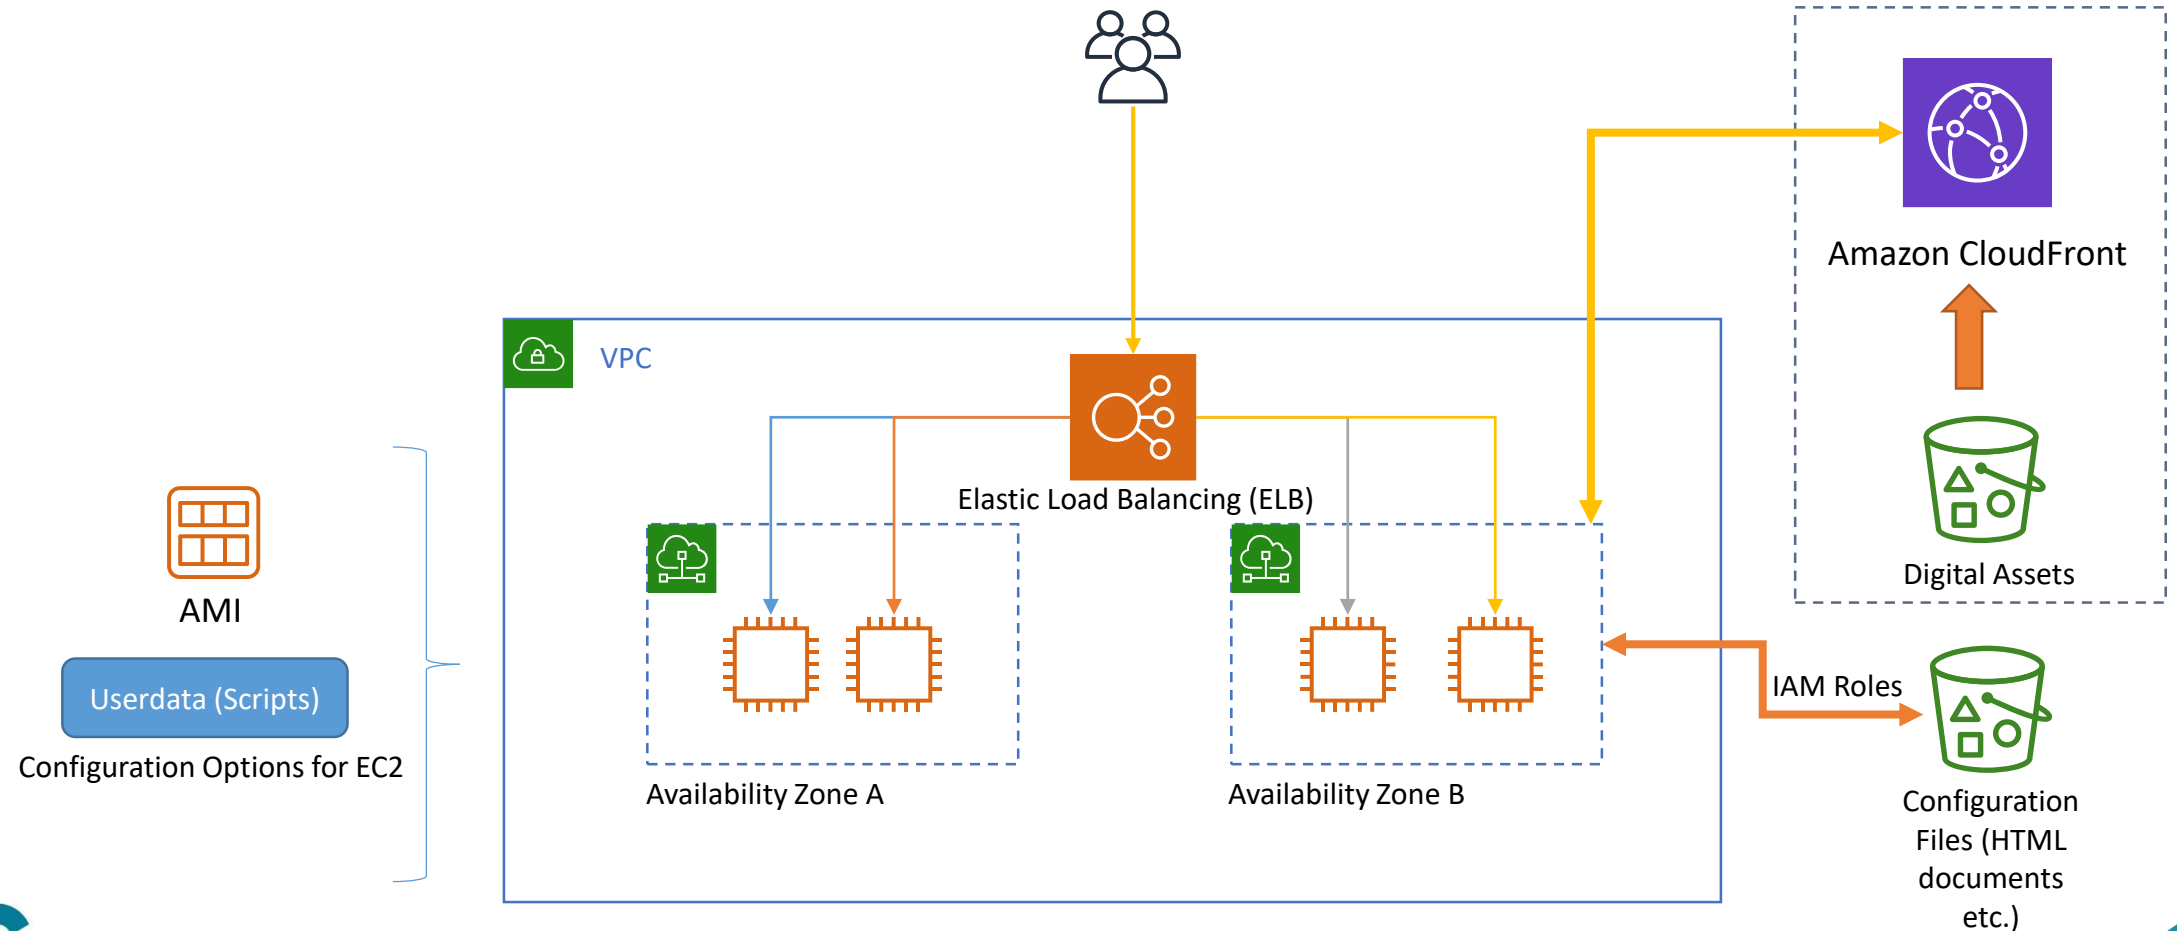 Amazon CloudFront
VPC
Elastic Load Balancing (ELB)
AMI
Digital Assets
Userdata (Scripts)
IAM Roles
Configuration Options for EC2
Availability Zone A
Availability Zone B
Configuration
Files (HTML
documents
etc.)